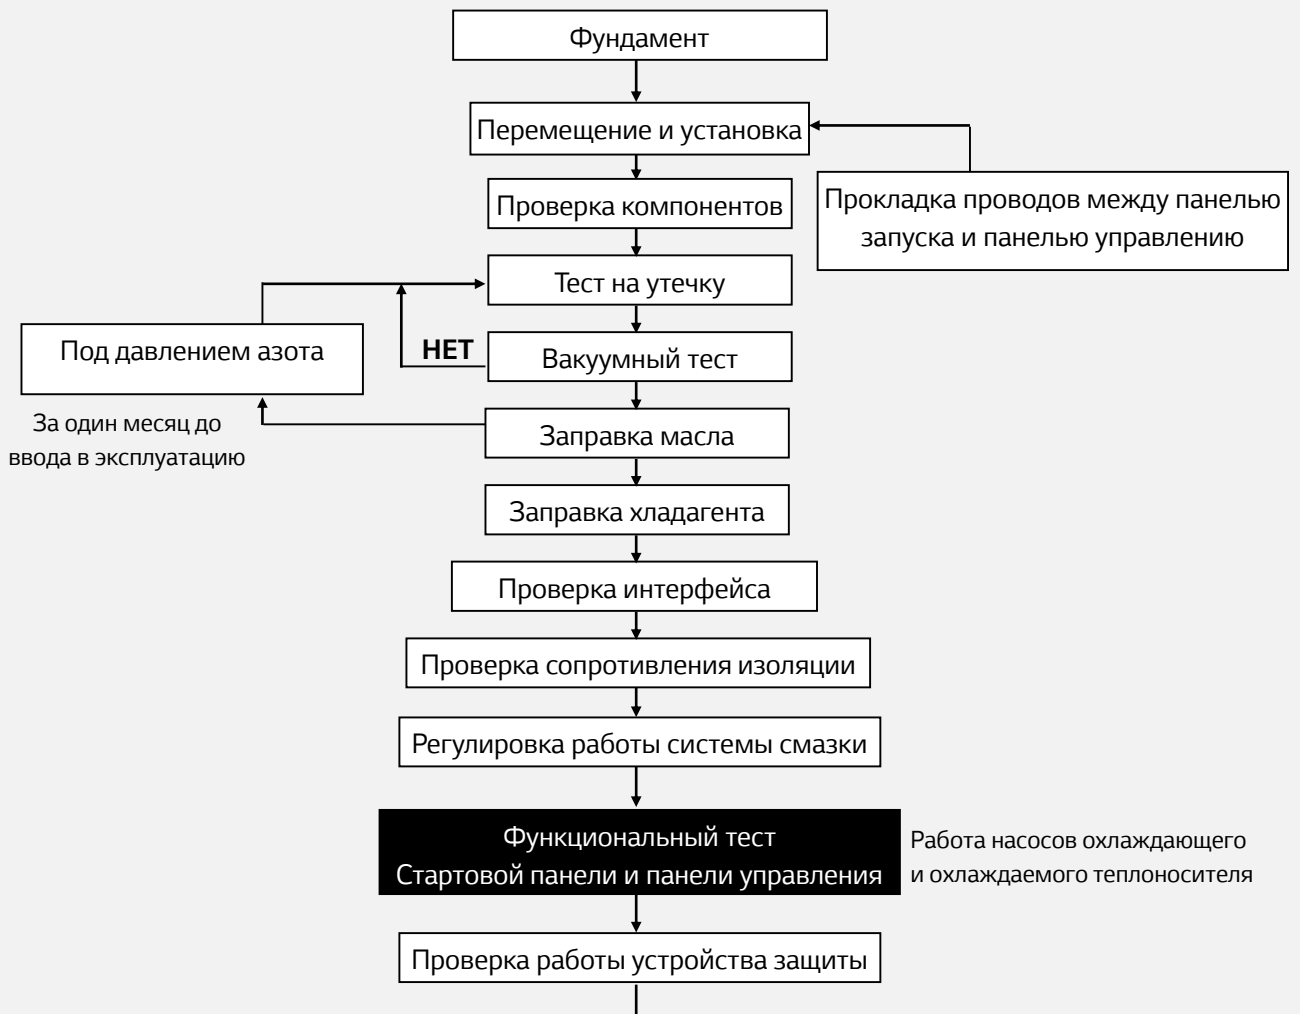 Фундамент
Перемещение и установка
Проверка компонентов
Прокладка проводов между панелью
запуска и панелью управлению
Тест на утечку
Под давлением азота
НЕТ
Вакуумный тест
За один месяц до
ввода в эксплуатацию
Заправка масла
Заправка хладагента
Проверка интерфейса
Проверка сопротивления изоляции
Регулировка работы системы смазки
Функциональный тест
Стартовой панели и панели управления
Работа насосов охлаждающего
и охлаждаемого теплоносителя
Проверка работы устройства защиты